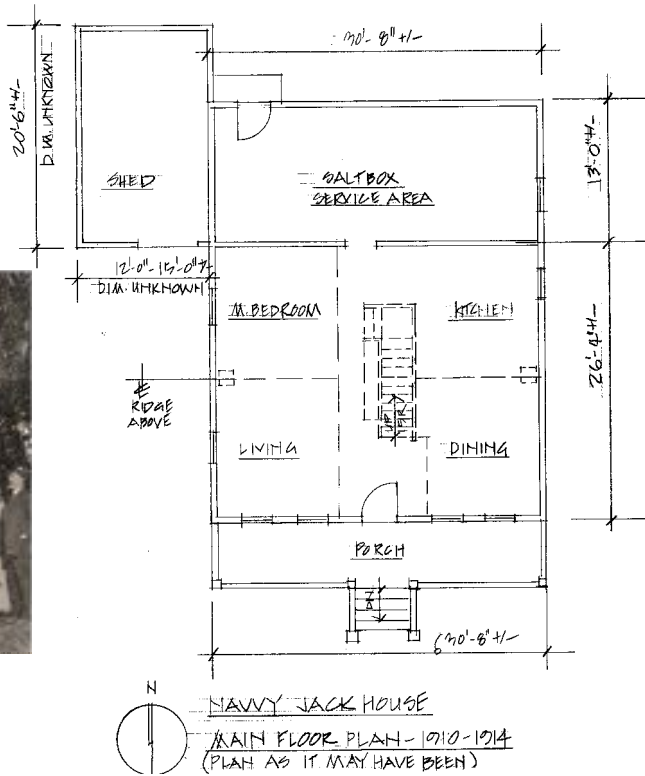 30'-8" +/-
20'-6" +/-
DIM. UNKNOWN
SHED
SALTBOX
SERVICE AREA
13'-0" +/-
12'-0"-15'-0" +/-
DIM. UNKNOWN
M. BEDROOM
KITCHEN
26'-4" +/-
RIDGE
ABOVE
UP
LIVING
DINING
PORCH
30'-8" +/-
N
NAVVY JACK HOUSE
MAIN FLOOR PLAN - 1910-1914
(PLAN AS IT MAY HAVE BEEN)